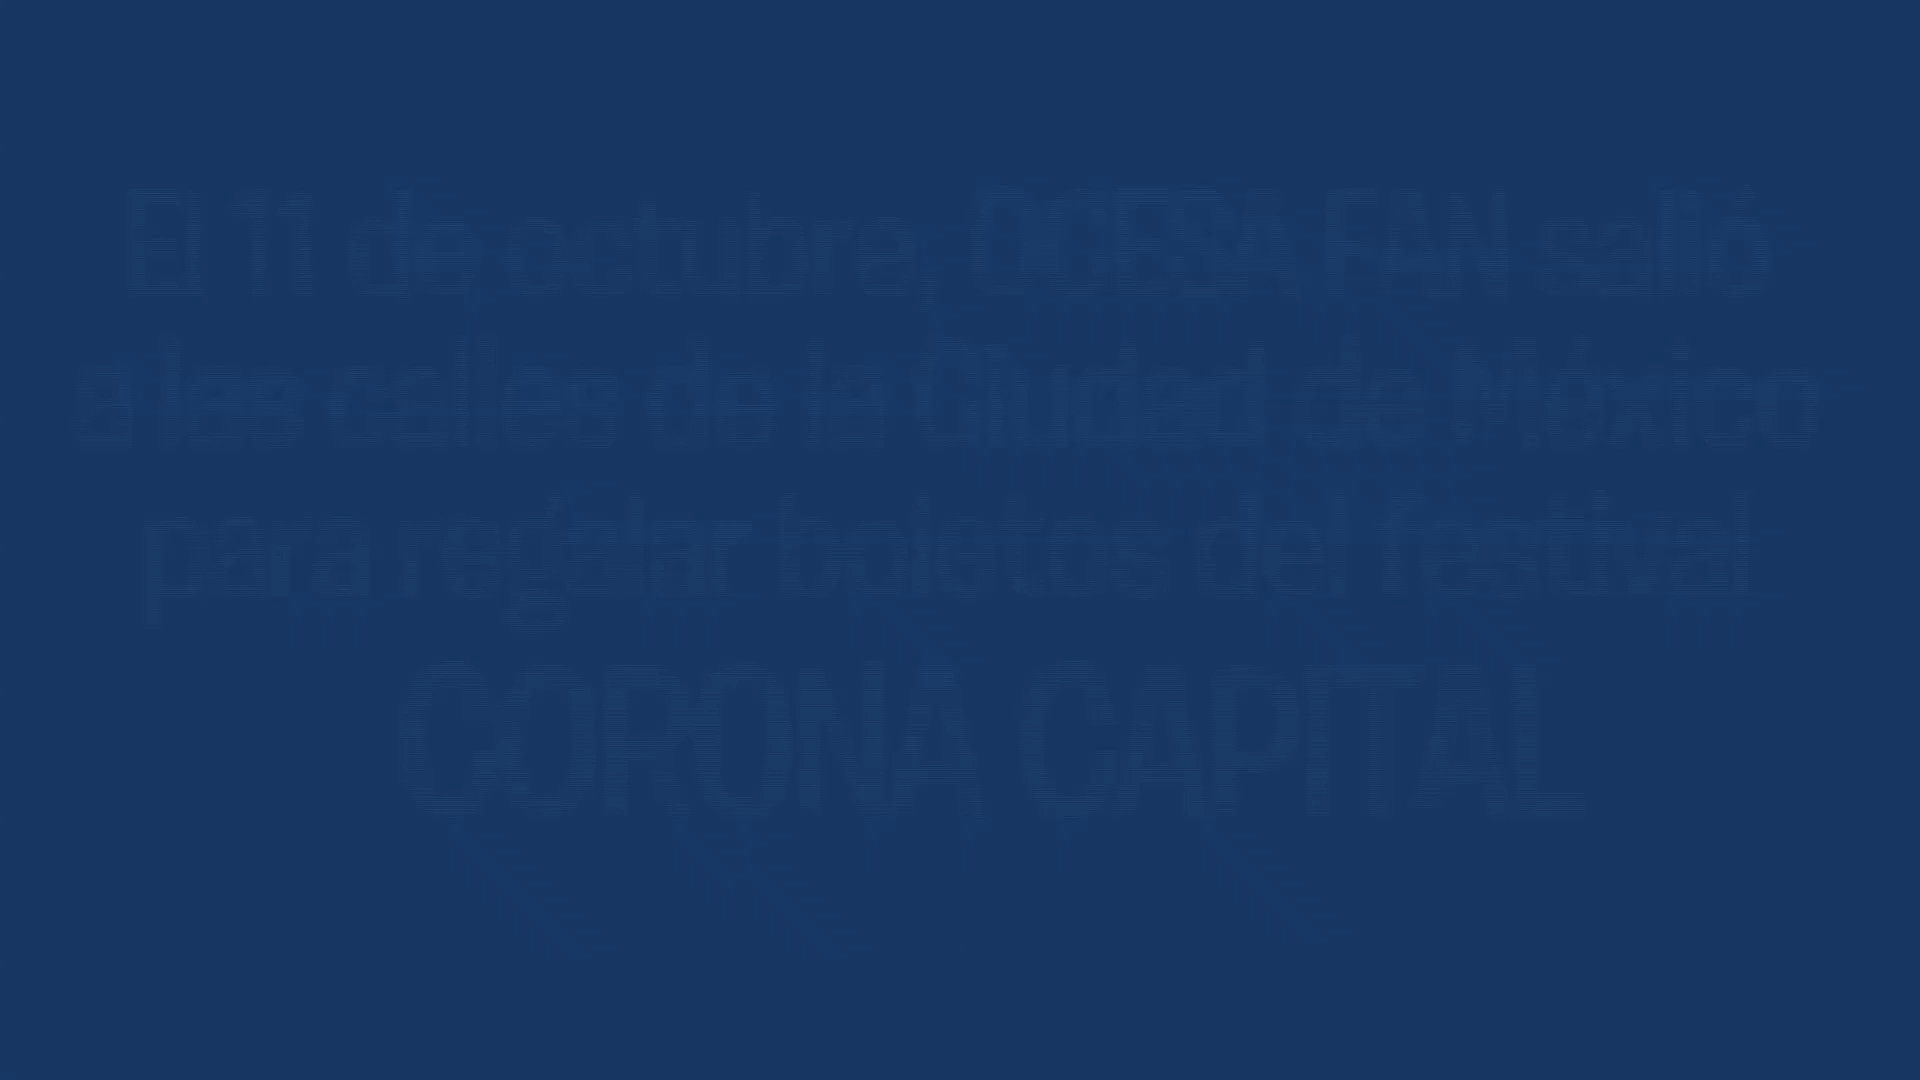 El 11 de octubre, OCESA FAN salió
a las calles de la Ciudad de México
para regalar boletos del festival
CORONA CAPITAL